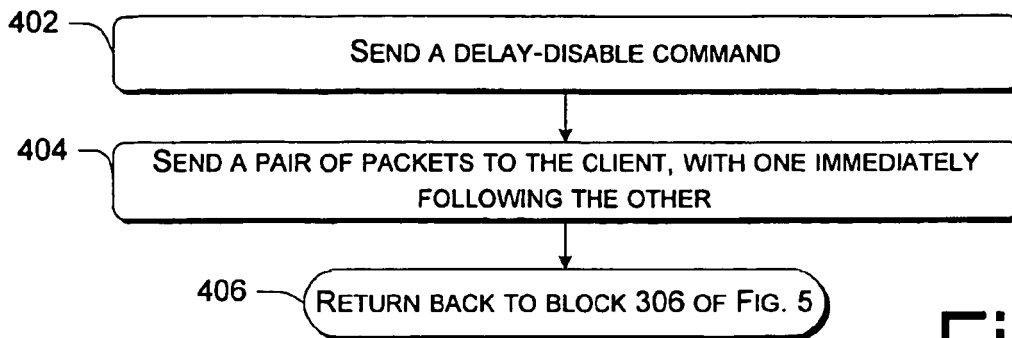 402
SEND A DELAY-DISABLE COMMAND
404
SEND A PAIR OF PACKETS TO THE CLIENT, WITH ONE IMMEDIATELY
FOLLOWING THE OTHER
406
RETURN BACK TO BLOCK 306 OF FIG. 5